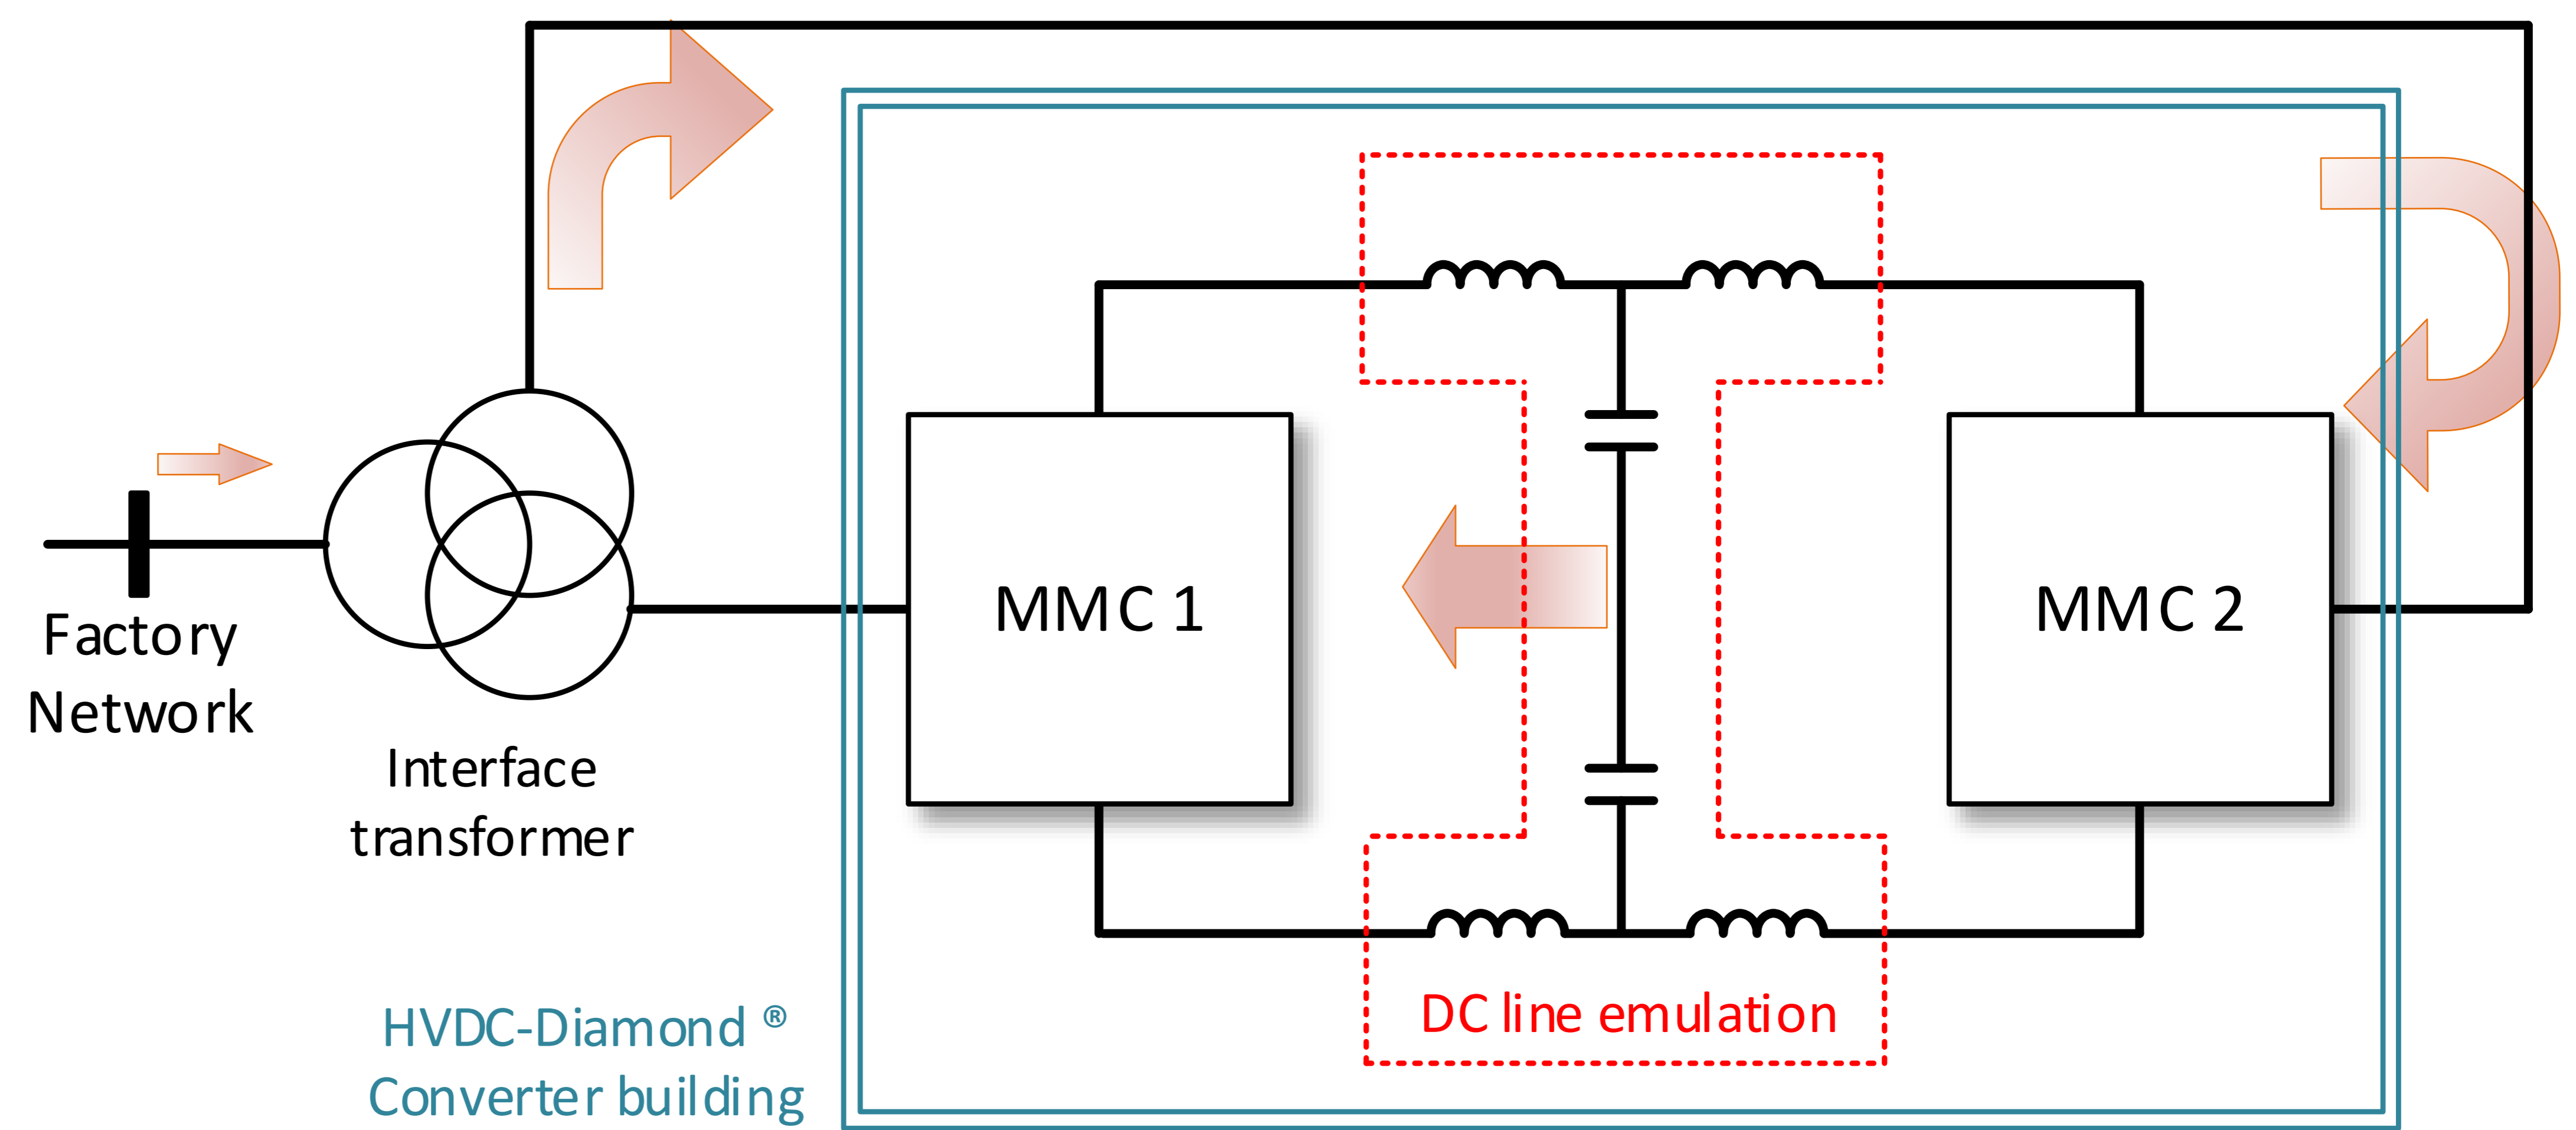 Factory
Network
Interface
transformer
MMC 1
MMC 2
DC line emulation
HVDC-Diamond ®
Converter building